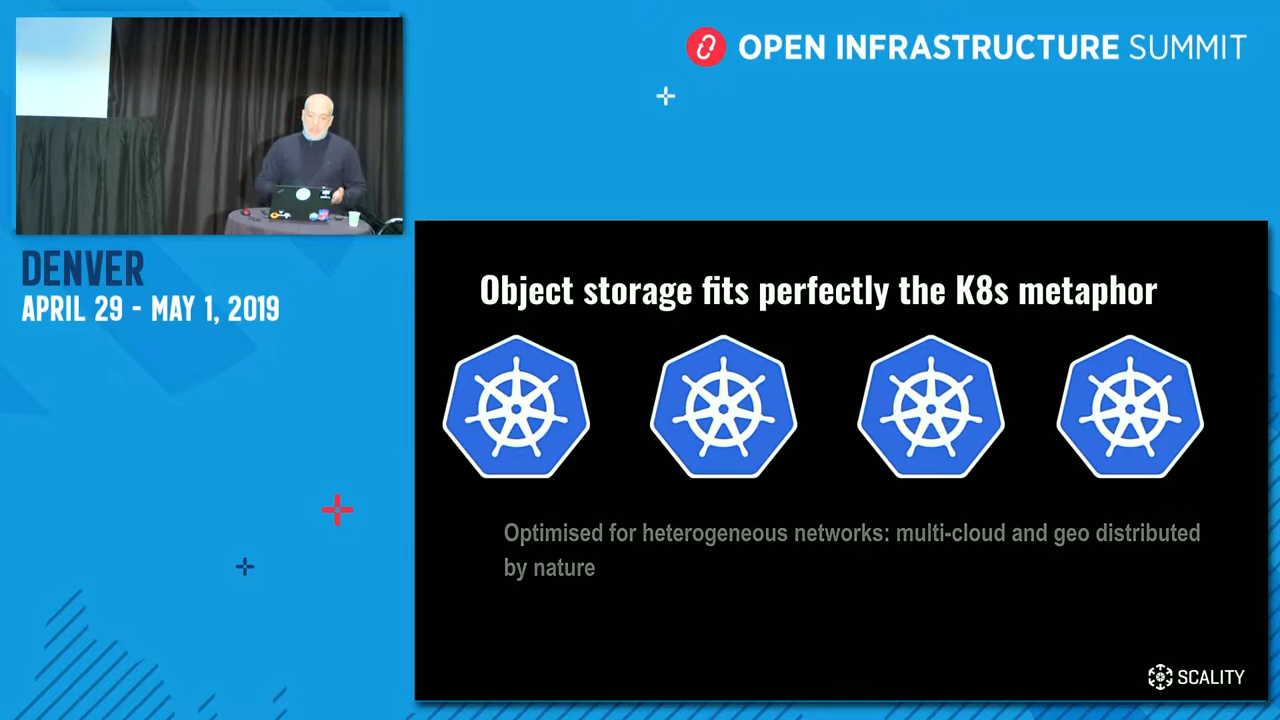 OPEN INFRASTRUCTURE SUMMIT
DENVER
APRIL 29 - MAY 1, 2019
Object storage fits perfectly the K8s metaphor
Optimised for heterogeneous networks: multi-cloud and geo distributed
by nature
SCALITY